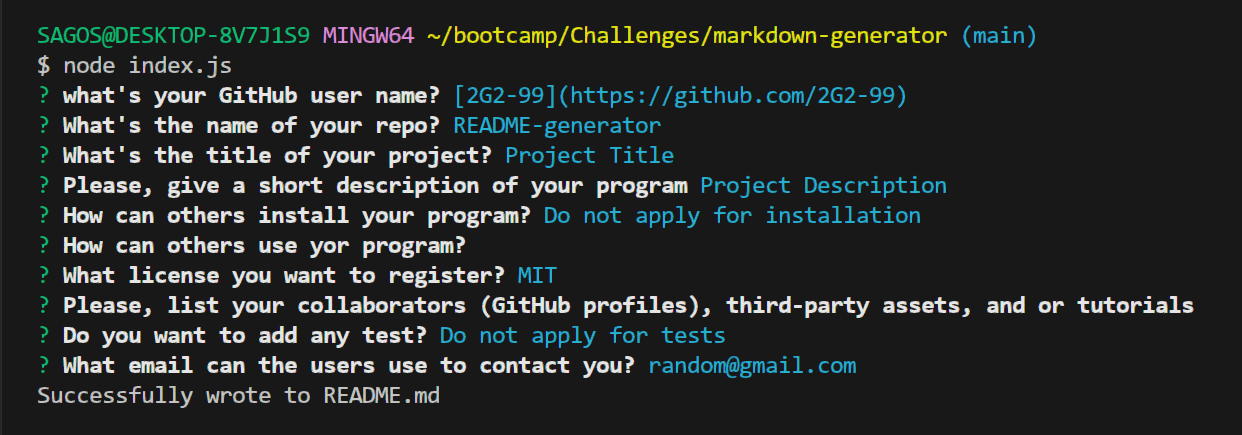 SAGOS@DESKTOP-8V7J1S9 MINGW64 ~/bootcamp/Challenges/markdown-generator (main)
$ node index.js
? what's your GitHub user name? [2G2-99](https://github.com/2G2-99)
? What's the name of your repo? README-generator
? What's the title of your project? Project Title
? Please, give a short description of your program Project Description
? How can others install your program? Do not apply for installation
? How can others use yor program?
? What license you want to register? MIT
? Please, list your collaborators (GitHub profiles), third-party assets, and or tutorials
? Do you want to add any test? Do not apply for tests
? What email can the users use to contact you? random@gmail.com
Successfully wrote to README.md